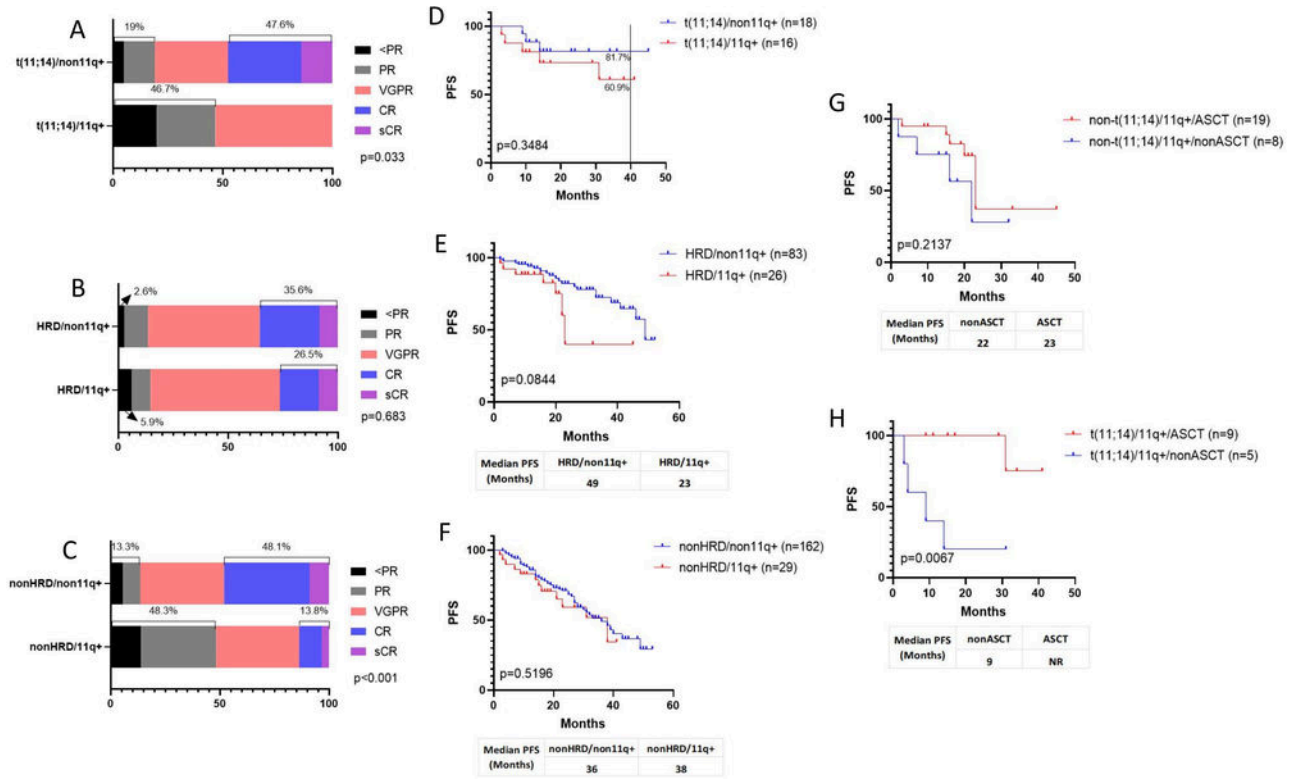 A
19%
47.6%
t(11;14)/non11q+
46.7%
t(11;14)/11q+
<PR
PR
VGPR
CR
sCR
p=0.033
0
50
100
B
2.6%
35.6%
HRD/non11q+
26.5%
HRD/11q+
5.9%
<PR
PR
VGPR
CR
sCR
p=0.683
0
50
100
C
13.3%
48.1%
nonHRD/non11q+
48.3%
13.8%
nonHRD/11q+
<PR
PR
VGPR
CR
sCR
p<0.001
0
50
100
D
t(11;14)/non11q+ (n=18)
t(11;14)/11q+ (n=16)
PFS
100
50
0
81.7%
60.9%
p=0.3484
0
10
20
30
40
50
Months
E
HRD/non11q+ (n=83)
HRD/11q+ (n=26)
PFS
100
50
0
p=0.0844
0
20
40
60
Months
Median PFS (Months)
HRD/non11q+
HRD/11q+
49
23
F
nonHRD/non11q+ (n=162)
nonHRD/11q+ (n=29)
PFS
100
50
0
p=0.5196
0
20
40
60
Months
Median PFS (Months)
nonHRD/non11q+
nonHRD/11q+
36
38
G
non-t(11;14)/11q+/ASCT (n=19)
non-t(11;14)/11q+/nonASCT (n=8)
PFS
100
50
0
p=0.2137
0
10
20
30
40
50
Months
Median PFS
(Months)
nonASCT
ASCT
22
23
H
t(11;14)/11q+/ASCT (n=9)
t(11;14)/11q+/nonASCT (n=5)
PFS
100
50
0
p=0.0067
0
10
20
30
40
50
Months
Median PFS
(Months)
nonASCT
ASCT
9
NR